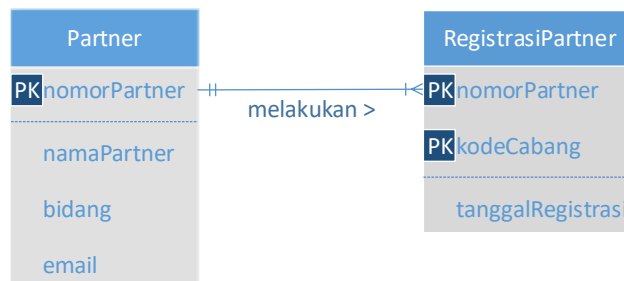 Partner
PK nomorPartner
namaPartner
bidang
email
melakukan >
RegistrasiPartner
PK nomorPartner
PK kodeCabang
tanggalRegistrasi